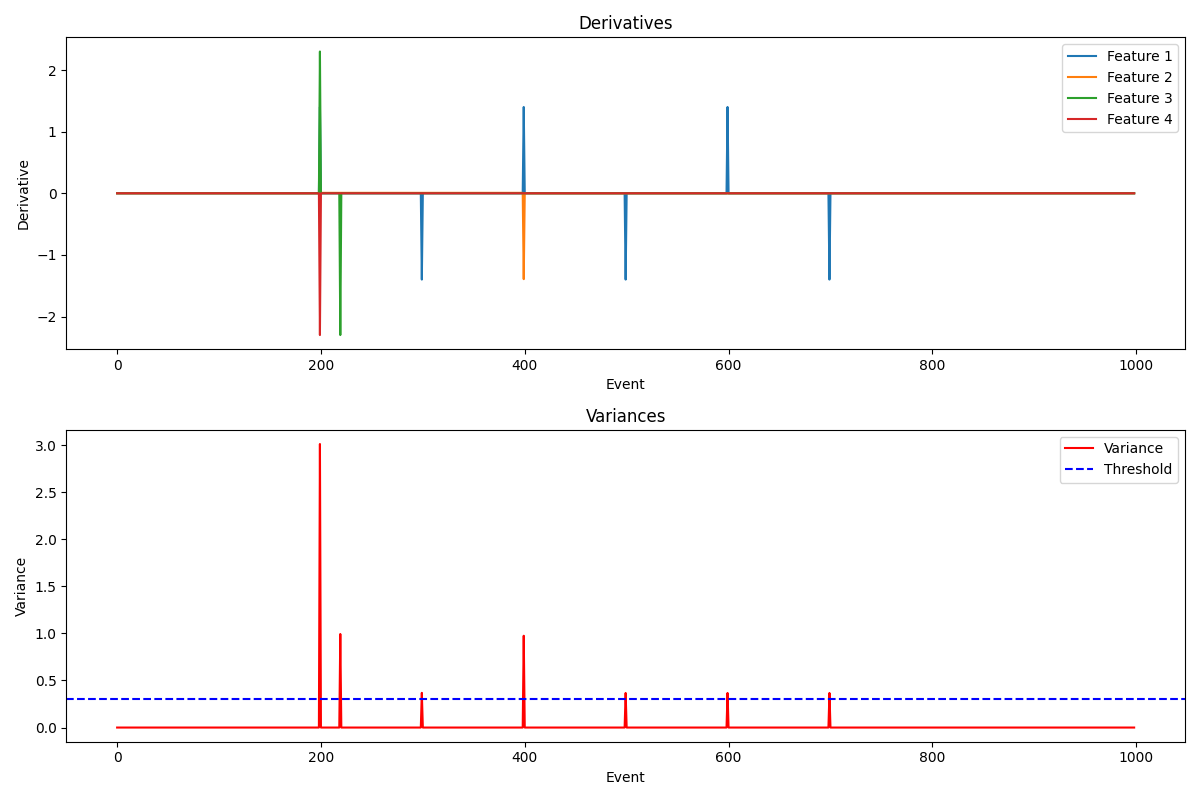 Derivatives
Derivative
2
1
0
−1
−2
Feature 1
Feature 2
Feature 3
Feature 4
0 200 400 600 800 1000
Event
Variances
Variance
3.0
2.5
2.0
1.5
1.0
0.5
0.0
Variance
Threshold
0 200 400 600 800 1000
Event